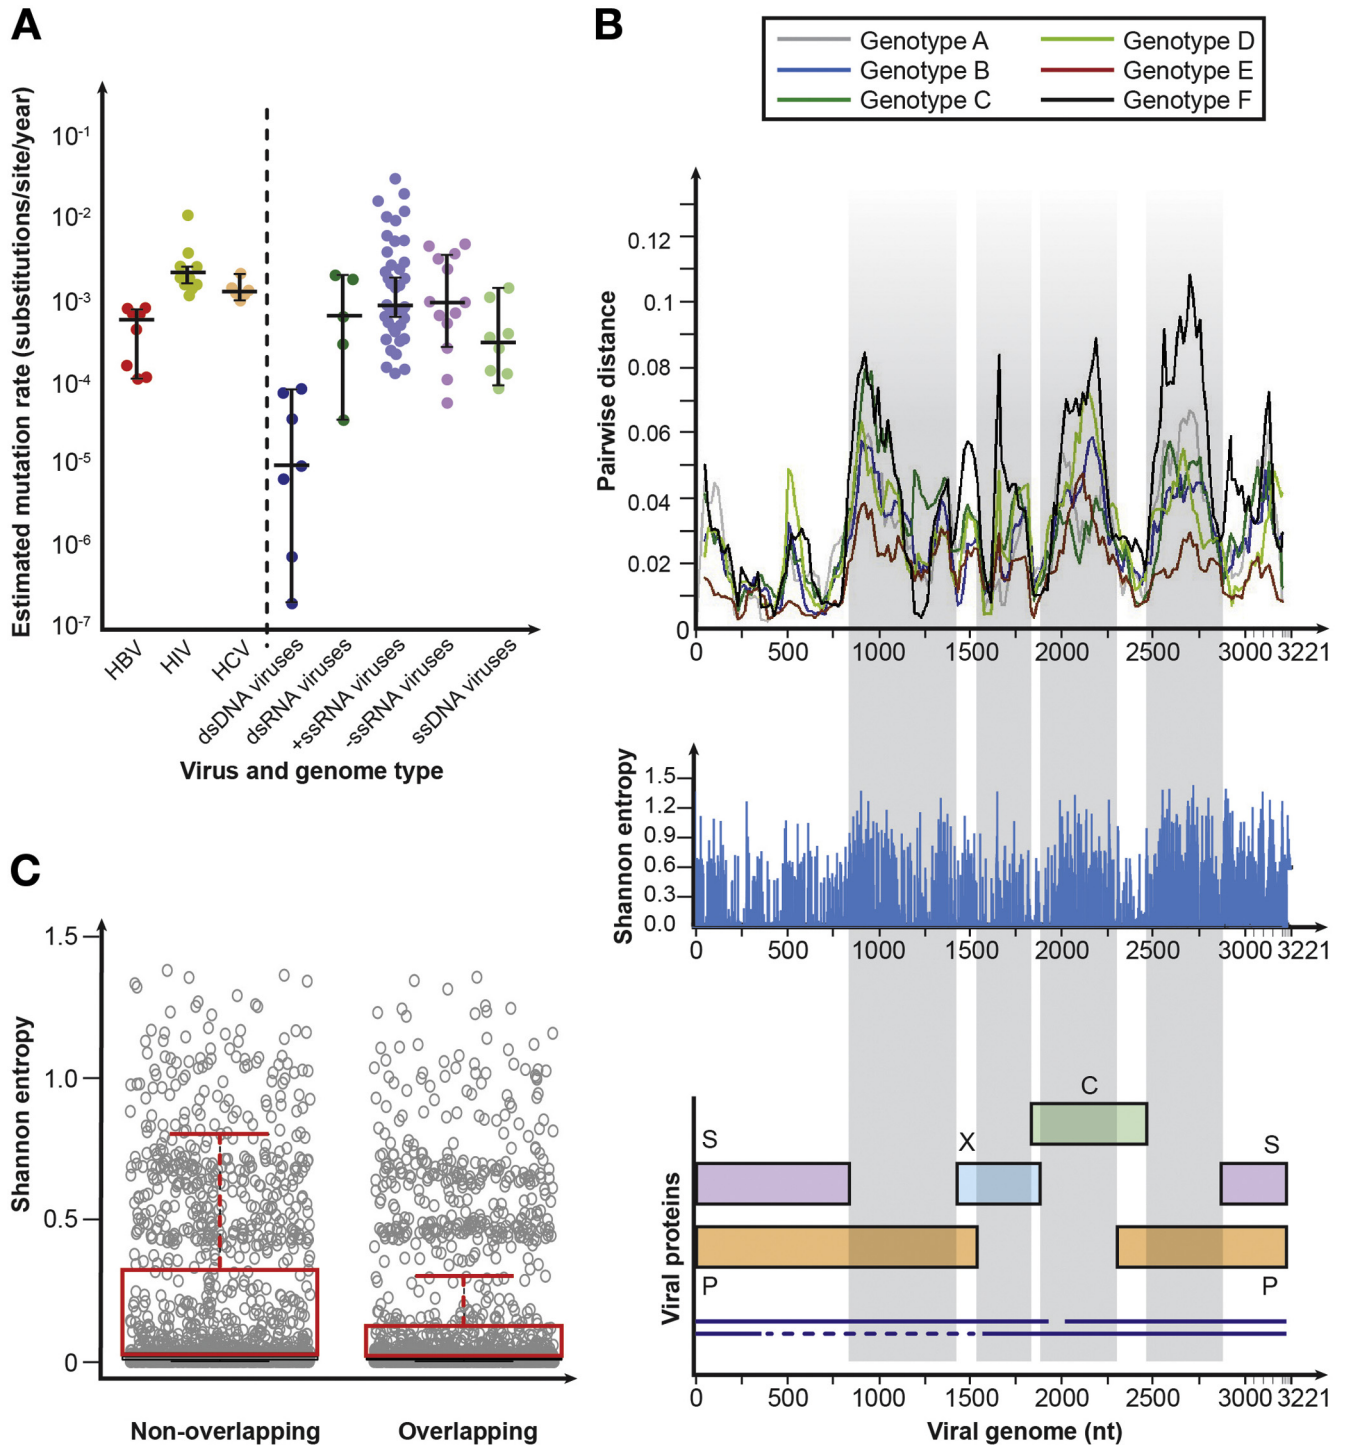 A
Estimated mutation rate (substitutions/site/year)
10-1
10-2
10-3
10-4
10-5
10-6
10-7
HBV
HIV
HCV
dsDNA viruses
dsRNA viruses
+ssRNA viruses
-ssRNA viruses
ssDNA viruses
Virus and genome type
B
Genotype A
Genotype B
Genotype C
Genotype D
Genotype E
Genotype F
Pairwise distance
0.12
0.1
0.08
0.06
0.04
0.02
0
0 500 1000 1500 2000 2500 3000 3221
Shannon entropy
1.5
1.2
0.9
0.6
0.3
0.0
0 500 1000 1500 2000 2500 3000 3221
Viral proteins
C
S X S
P P
0 500 1000 1500 2000 2500 3000 3221
Viral genome (nt)
C
Shannon entropy
1.5
1.0
0.5
0
Non-overlapping Overlapping